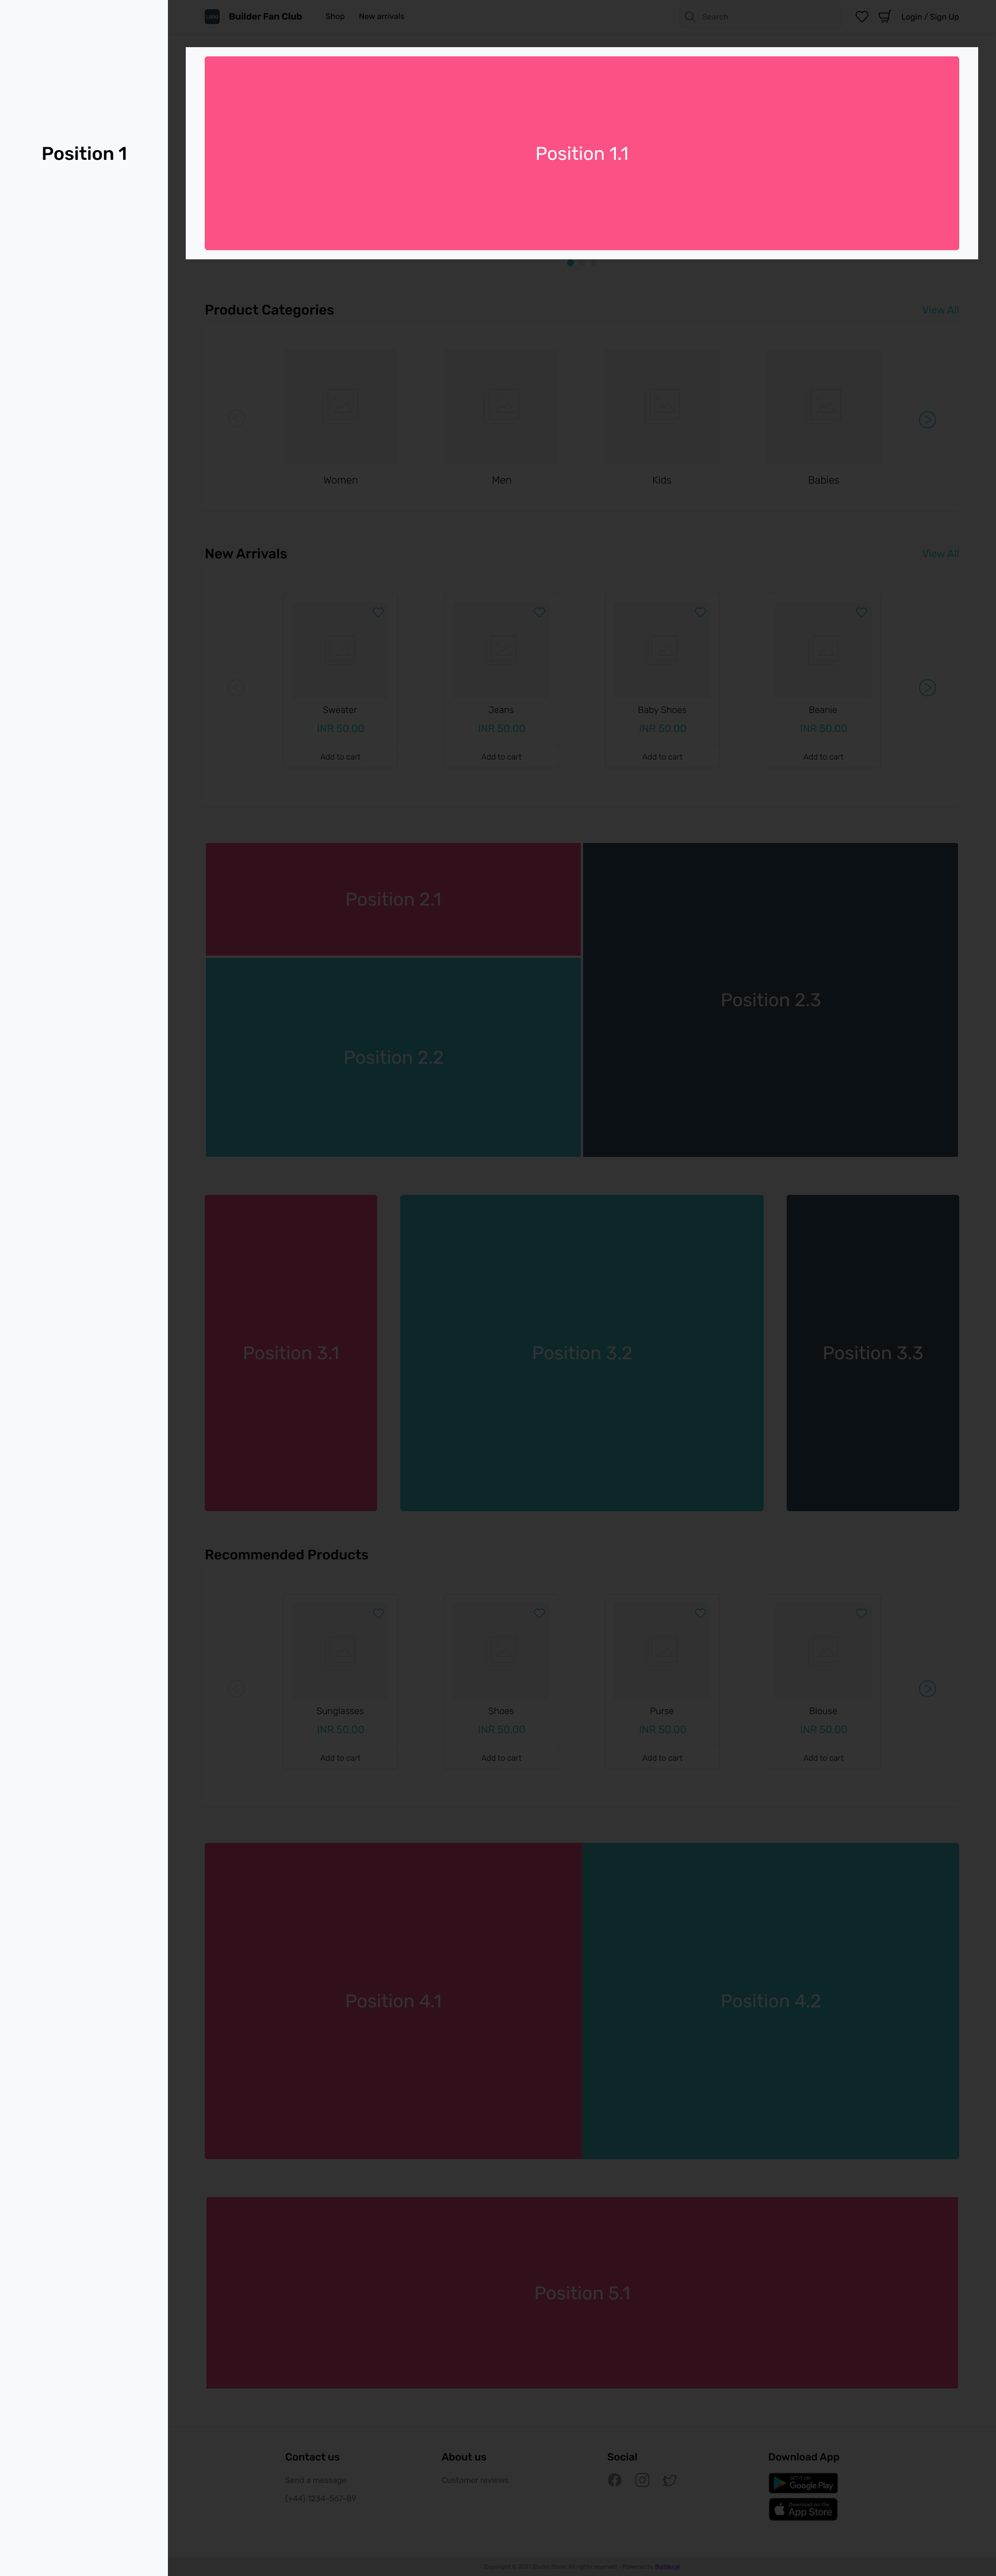 Builder Fan Club
Shop
New arrivals
Search
Login / Sign Up
Position 1
Position 1.1
Product Categories
View All
Women
Men
Kids
Babies
New Arrivals
View All
Sweater
Jeans
Baby Shoes
Beanie
INR 50.00
INR 50.00
INR 50.00
INR 50.00
Add to cart
Add to cart
Add to cart
Add to cart
Position 2.1
Position 2.2
Position 2.3
Position 3.1
Position 3.2
Position 3.3
Recommended Products
Sunglasses
Shoes
Purse
Blouse
INR 50.00
INR 50.00
INR 50.00
INR 50.00
Add to cart
Add to cart
Add to cart
Add to cart
Position 4.1
Position 4.2
Position 5.1
Contact us
Send a message
(+44) 1234-567-89
About us
Customer reviews
Social
Download App
GET IT ON
Google Play
Download on the
App Store